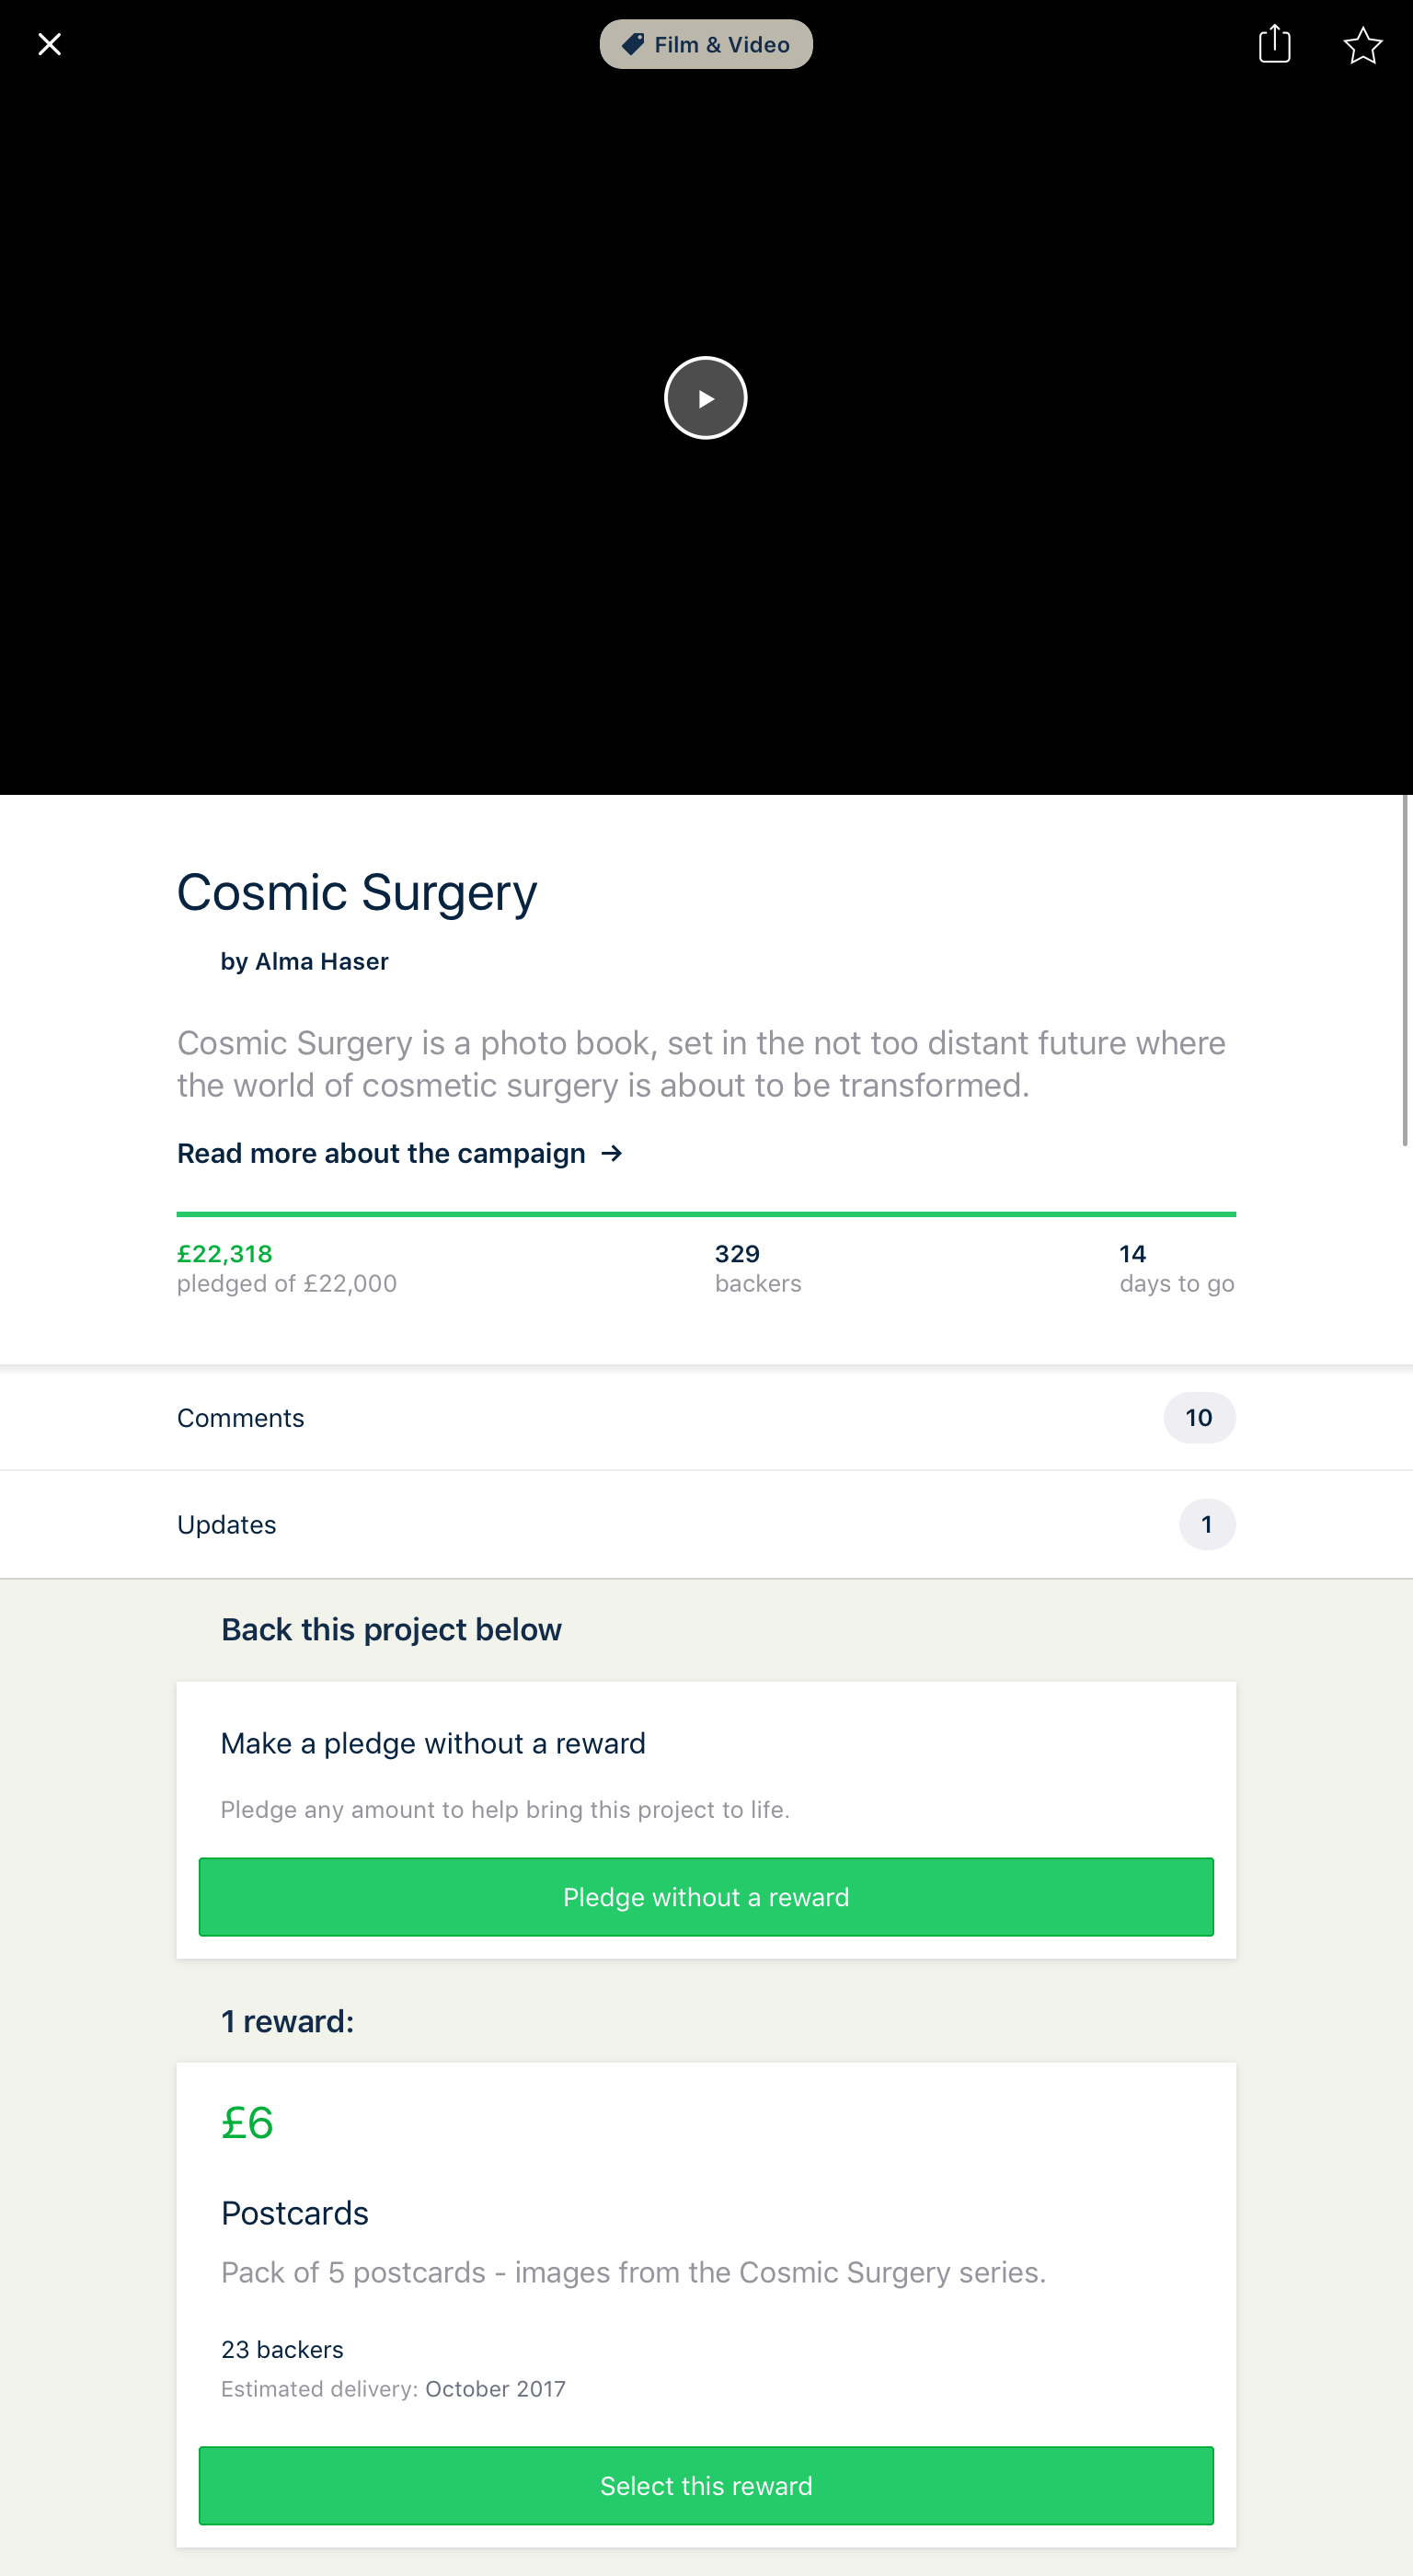 Film & Video
Cosmic Surgery
by Alma Haser
Cosmic Surgery is a photo book, set in the not too distant future where
the world of cosmetic surgery is about to be transformed.
Read more about the campaign →
£22,318
pledged of £22,000
329
backers
14
days to go
Comments
10
Updates
1
Back this project below
Make a pledge without a reward
Pledge any amount to help bring this project to life.
Pledge without a reward
1 reward:
£6
Postcards
Pack of 5 postcards - images from the Cosmic Surgery series.
23 backers
Estimated delivery: October 2017
Select this reward